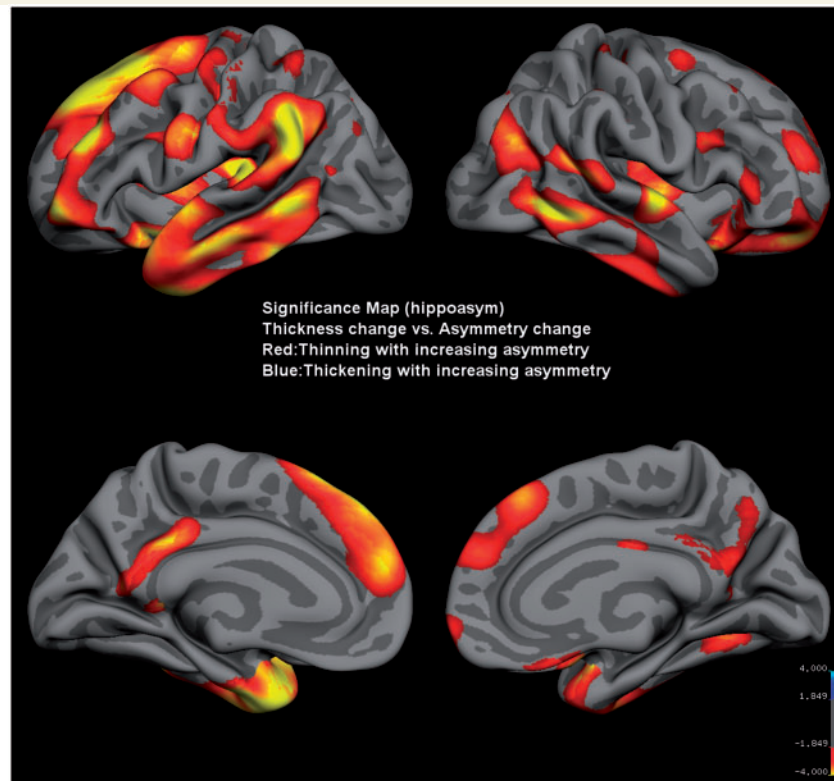 Significance Map (hippoasym)
Thickness change vs. Asymmetry change
Red:Thinning with increasing asymmetry
Blue:Thickening with increasing asymmetry
4,000
1.849
-1.849
-4,000